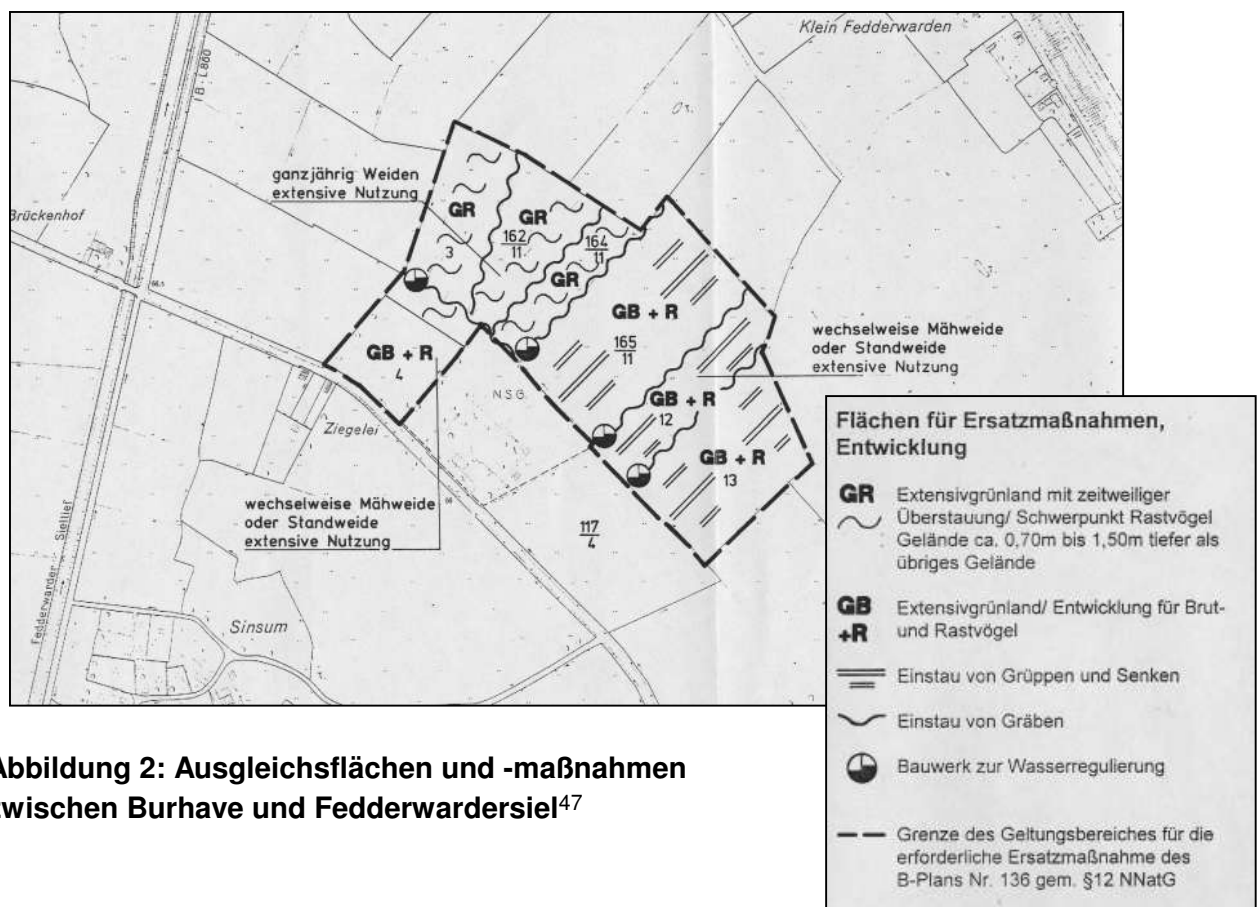 Klein Fedderwarden
I B · L 860
ganzjährig Weiden
extensive Nutzung
Brückenhof
GR
3
GR
162
11
164
11
GR
GB + R
165
11
wechselweise Mähweide
oder Standweide
extensive Nutzung
GB + R
4
NSG
GB + R
12
GB + R
13
Ziegelei
wechselweise Mähweide
oder Standweide
extensive Nutzung
117
4
Fedderwarder Sieltief
Sinsum
Flächen für Ersatzmaßnahmen,
Entwicklung
GR Extensivgrünland mit zeitweiliger
Überstauung/ Schwerpunkt Rastvögel
Gelände ca. 0,70m bis 1,50m tiefer als
übriges Gelände
GB Extensivgrünland/ Entwicklung für Brut-
+R und Rastvögel
Einstau von Grüppen und Senken
Einstau von Gräben
Bauwerk zur Wasserregulierung
Grenze des Geltungsbereiches für die
erforderliche Ersatzmaßnahme des
B-Plans Nr. 136 gem. §12 NNatG
Abbildung 2: Ausgleichsflächen und -maßnahmen
zwischen Burhave und Fedderwardersiel47